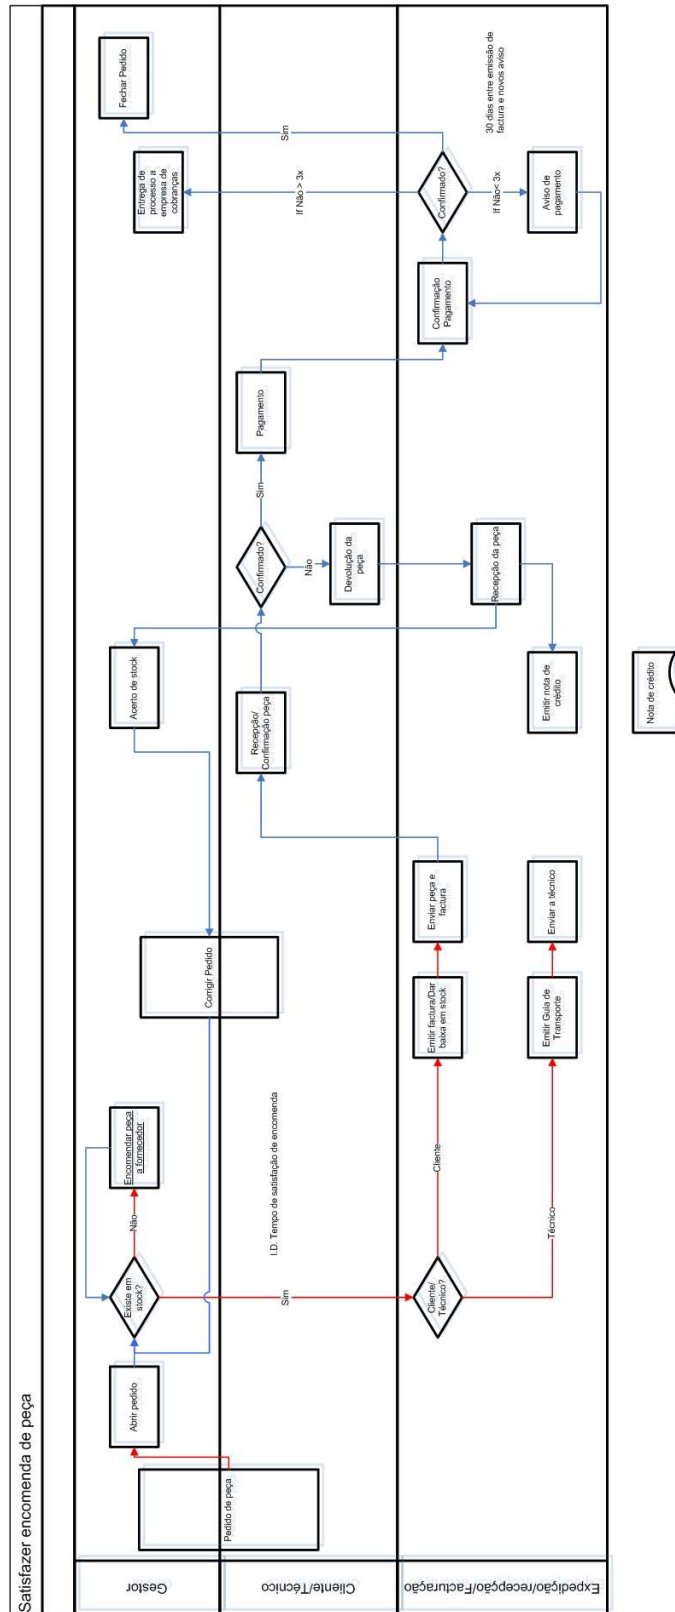 Satisfazer encomenda de peça
Gestor
Cliente/Técnico
Expedição/recepção/Facturação
Pedido de peça
Abrir pedido
Existe em
stock?
Não
Encomendar peça
a fornecedor
Sim
I.D. Tempo de satisfação de encomenda
Cliente/
Técnico?
Cliente
Técnico
Emitir factura/Dar
baixa em stock
Enviar peça e
factura
Emitir Guia de
Transporte
Enviar a técnico
Corrigir Pedido
Acerto de stock
Recepção/
Confirmação peça
Confirmado?
Sim
Não
Devolução da
peça
Recepção da peça
Emitir nota de
crédito
Nota de crédito
Pagamento
Confirmação
Pagamento
Confirmado?
If Não > 3x
If Não< 3x
Sim
Aviso de
pagamento
Entrega de
processo a
empresa de
cobranças
Fechar Pedido
30 dias entre emissão de
factura e novos aviso